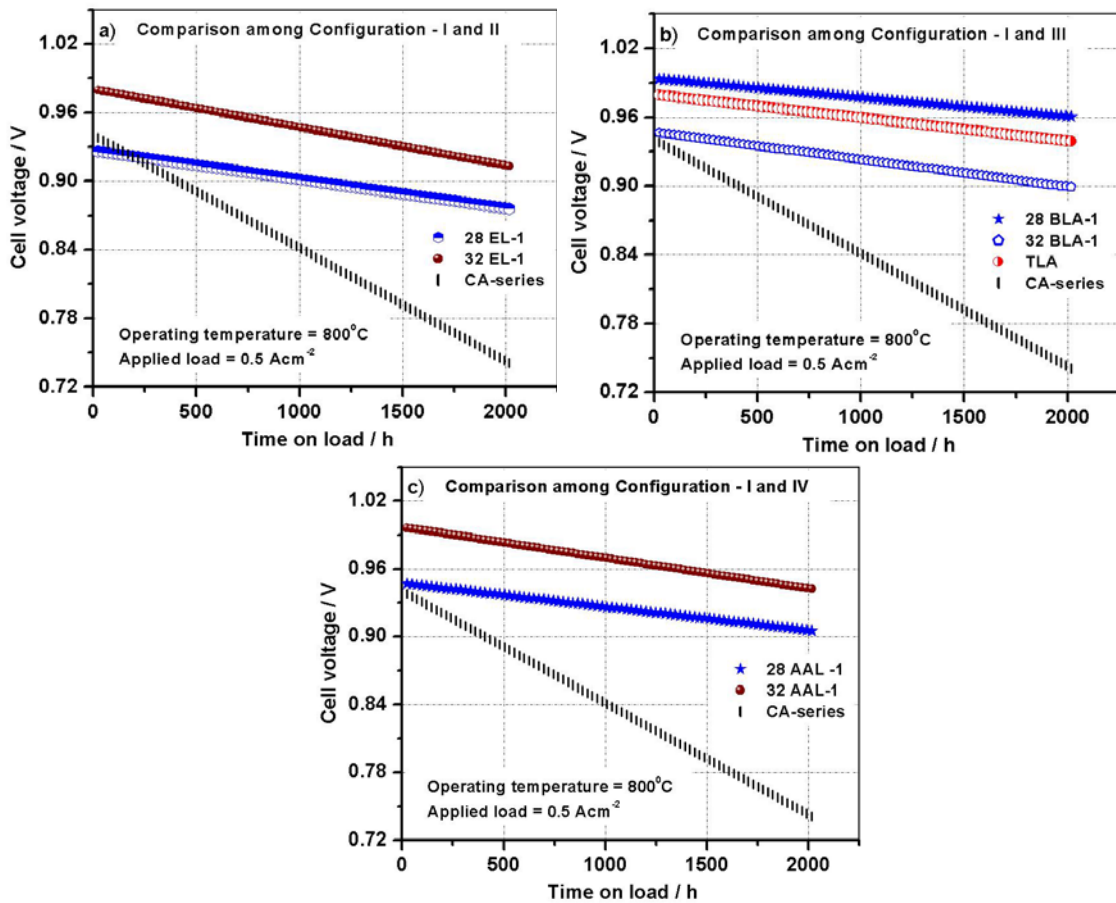 a) Comparison among Configuration - I and II
1.02
0.96
0.90
0.84
0.78
0.72
Cell voltage / V
28 EL-1
32 EL-1
CA-series
Operating temperature = 800⁰C
Applied load = 0.5 Acm⁻²
0 500 1000 1500 2000
Time on load / h
b) Comparison among Configuration - I and III
1.02
0.96
0.90
0.84
0.78
0.72
Cell voltage / V
28 BLA-1
32 BLA-1
TLA
CA-series
Operating temperature = 800⁰C
Applied load = 0.5 Acm⁻²
0 500 1000 1500 2000
Time on load / h
c) Comparison among Configuration - I and IV
1.02
0.96
0.90
0.84
0.78
0.72
Cell voltage / V
28 AAL -1
32 AAL-1
CA-series
Operating temperature = 800⁰C
Applied load = 0.5 Acm⁻²
0 500 1000 1500 2000
Time on load / h